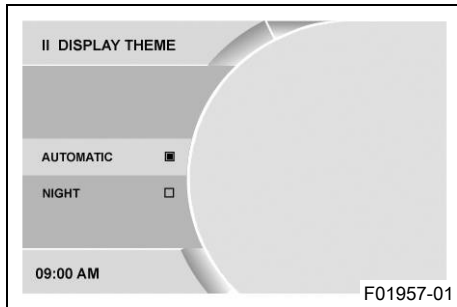 II DISPLAY THEME
AUTOMATIC
NIGHT
09:00 AM
F01957-01